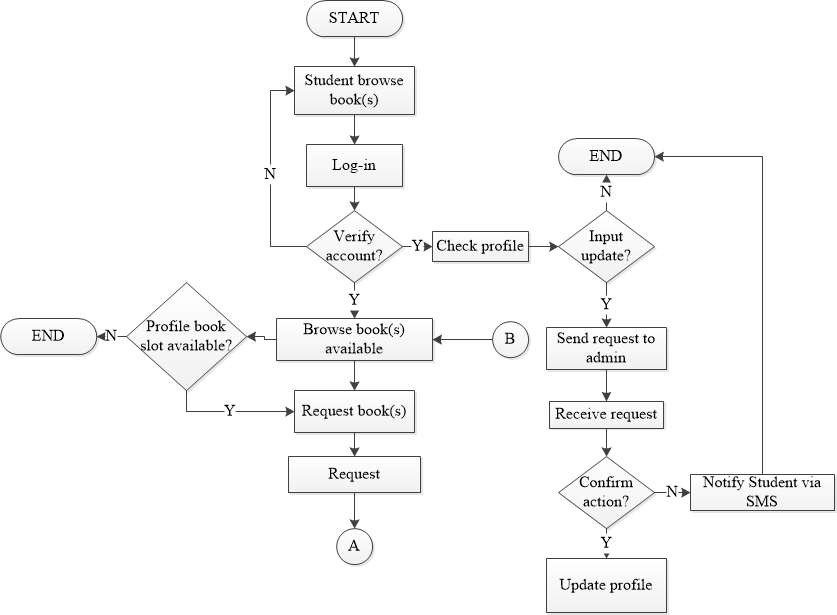 START
Student browse
book(s)
Log-in
N
Verify
account?
Y
Check profile
Input
update?
N
END
Y
Y
Browse book(s)
available
B
Profile book
slot available?
N
END
Y
Request book(s)
Request
A
Send request to
admin
Receive request
Confirm
action?
N
Notify Student via
SMS
Y
Update profile